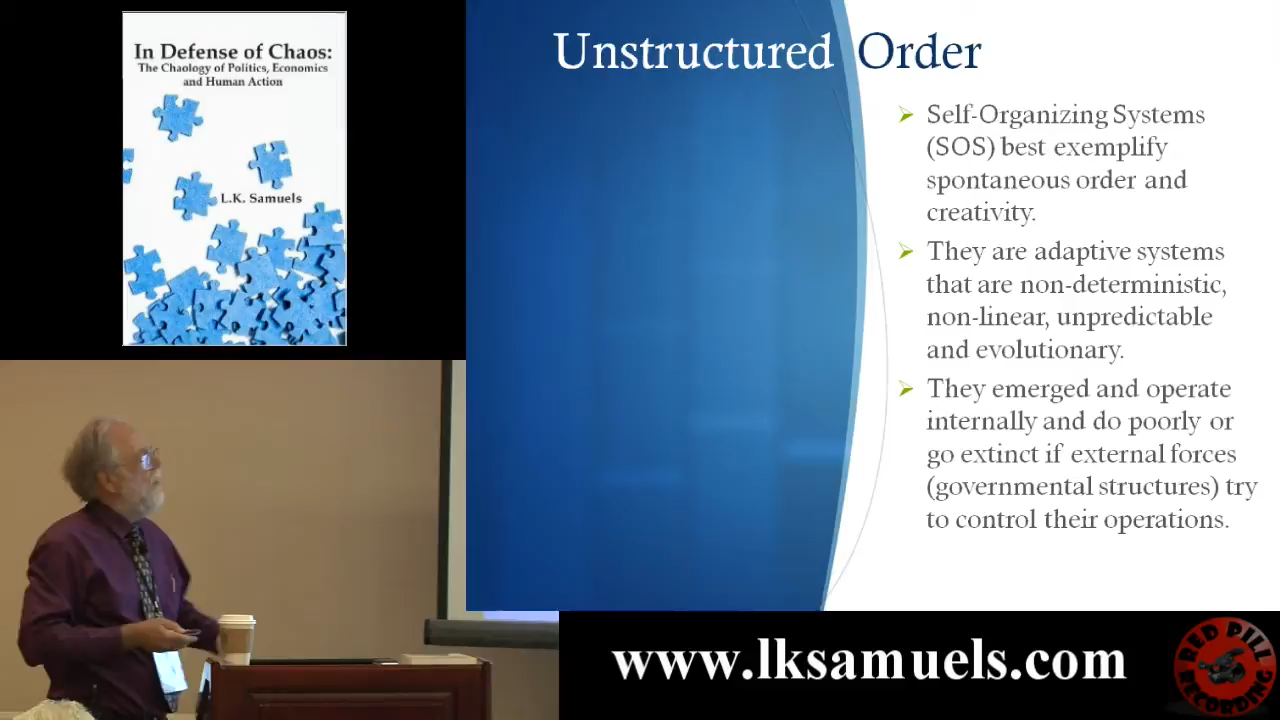 In Defense of Chaos:
The Chaology of Politics, Economics
and Human Action
L.K. Samuels
Unstructured Order
Self-Organizing Systems
(SOS) best exemplify
spontaneous order and
creativity.
They are adaptive systems
that are non-deterministic,
non-linear, unpredictable
and evolutionary.
They emerged and operate
internally and do poorly or
go extinct if external forces
(governmental structures) try
to control their operations.
www.lksamuels.com
RED PILL
RECORDING